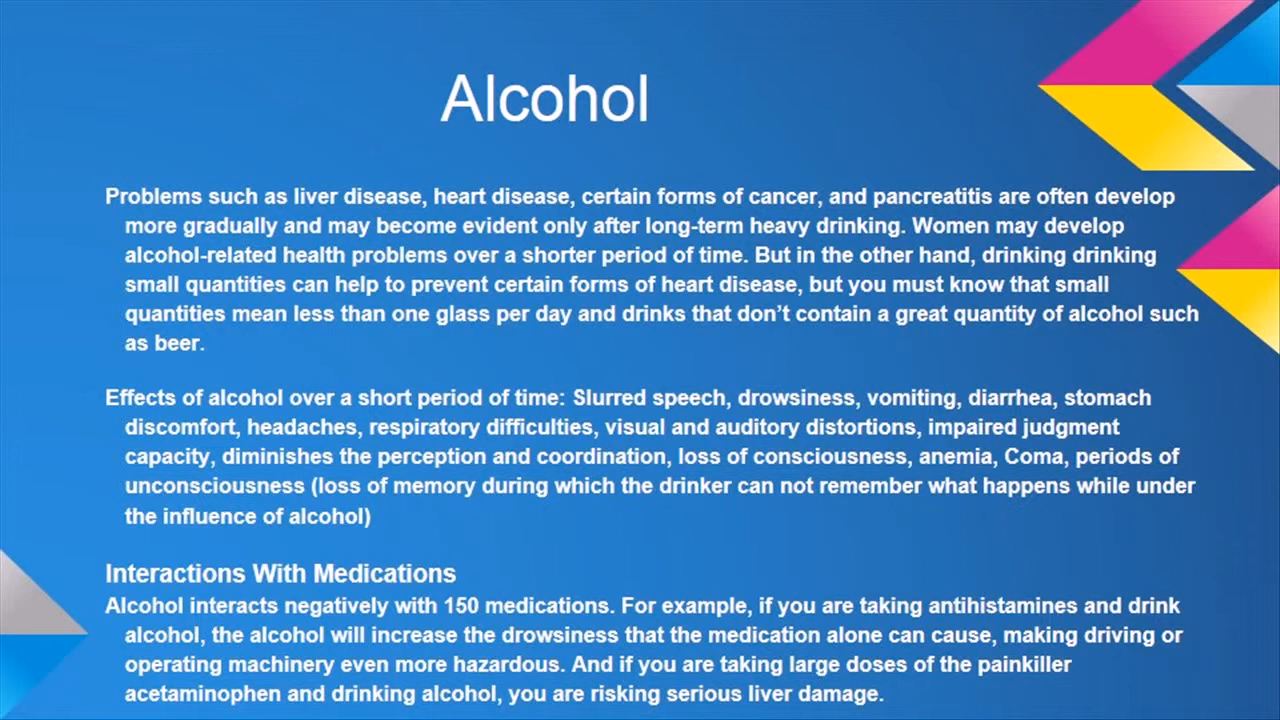 Alcohol
Problems such as liver disease, heart disease, certain forms of cancer, and pancreatitis are often develop
more gradually and may become evident only after long-term heavy drinking. Women may develop
alcohol-related health problems over a shorter period of time. But in the other hand, drinking drinking
small quantities can help to prevent certain forms of heart disease, but you must know that small
quantities mean less than one glass per day and drinks that don’t contain a great quantity of alcohol such
as beer.
Effects of alcohol over a short period of time: Slurred speech, drowsiness, vomiting, diarrhea, stomach
discomfort, headaches, respiratory difficulties, visual and auditory distortions, impaired judgment
capacity, diminishes the perception and coordination, loss of consciousness, anemia, Coma, periods of
unconsciousness (loss of memory during which the drinker can not remember what happens while under
the influence of alcohol)
Interactions With Medications
Alcohol interacts negatively with 150 medications. For example, if you are taking antihistamines and drink
alcohol, the alcohol will increase the drowsiness that the medication alone can cause, making driving or
operating machinery even more hazardous. And if you are taking large doses of the painkiller
acetaminophen and drinking alcohol, you are risking serious liver damage.